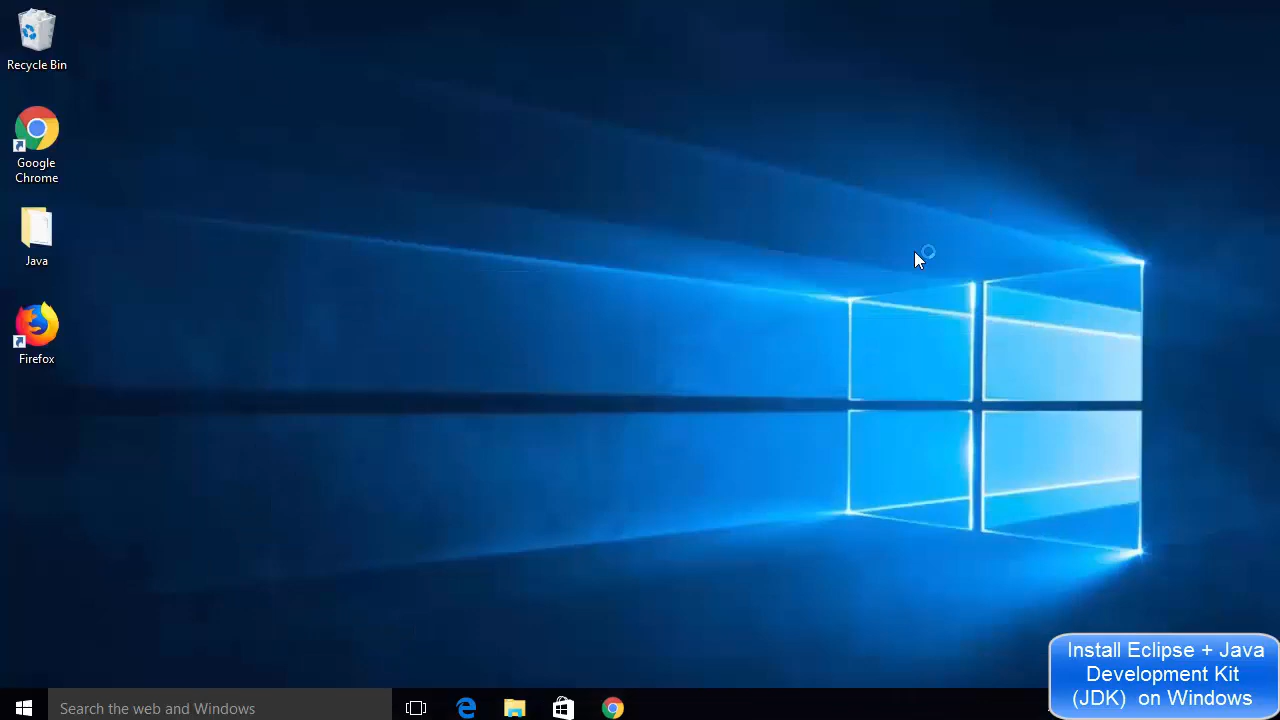 Recycle Bin
Google
Chrome
Java
Firefox
Install Eclipse + Java
Development Kit
(JDK) on Windows
Search the web and Windows